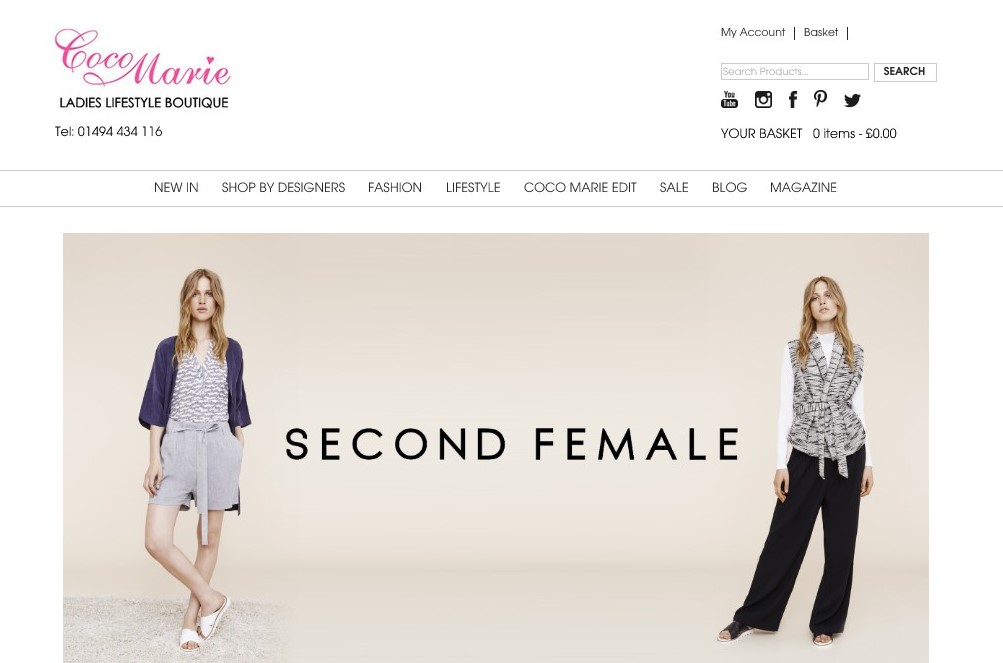 Coco Marie
LADIES LIFESTYLE BOUTIQUE
Tel: 01494 434 116
My Account | Basket |
Search Products...
SEARCH
You Tube
YOUR BASKET 0 items - £0.00
NEW IN SHOP BY DESIGNERS FASHION LIFESTYLE COCO MARIE EDIT SALE BLOG MAGAZINE
SECOND FEMALE